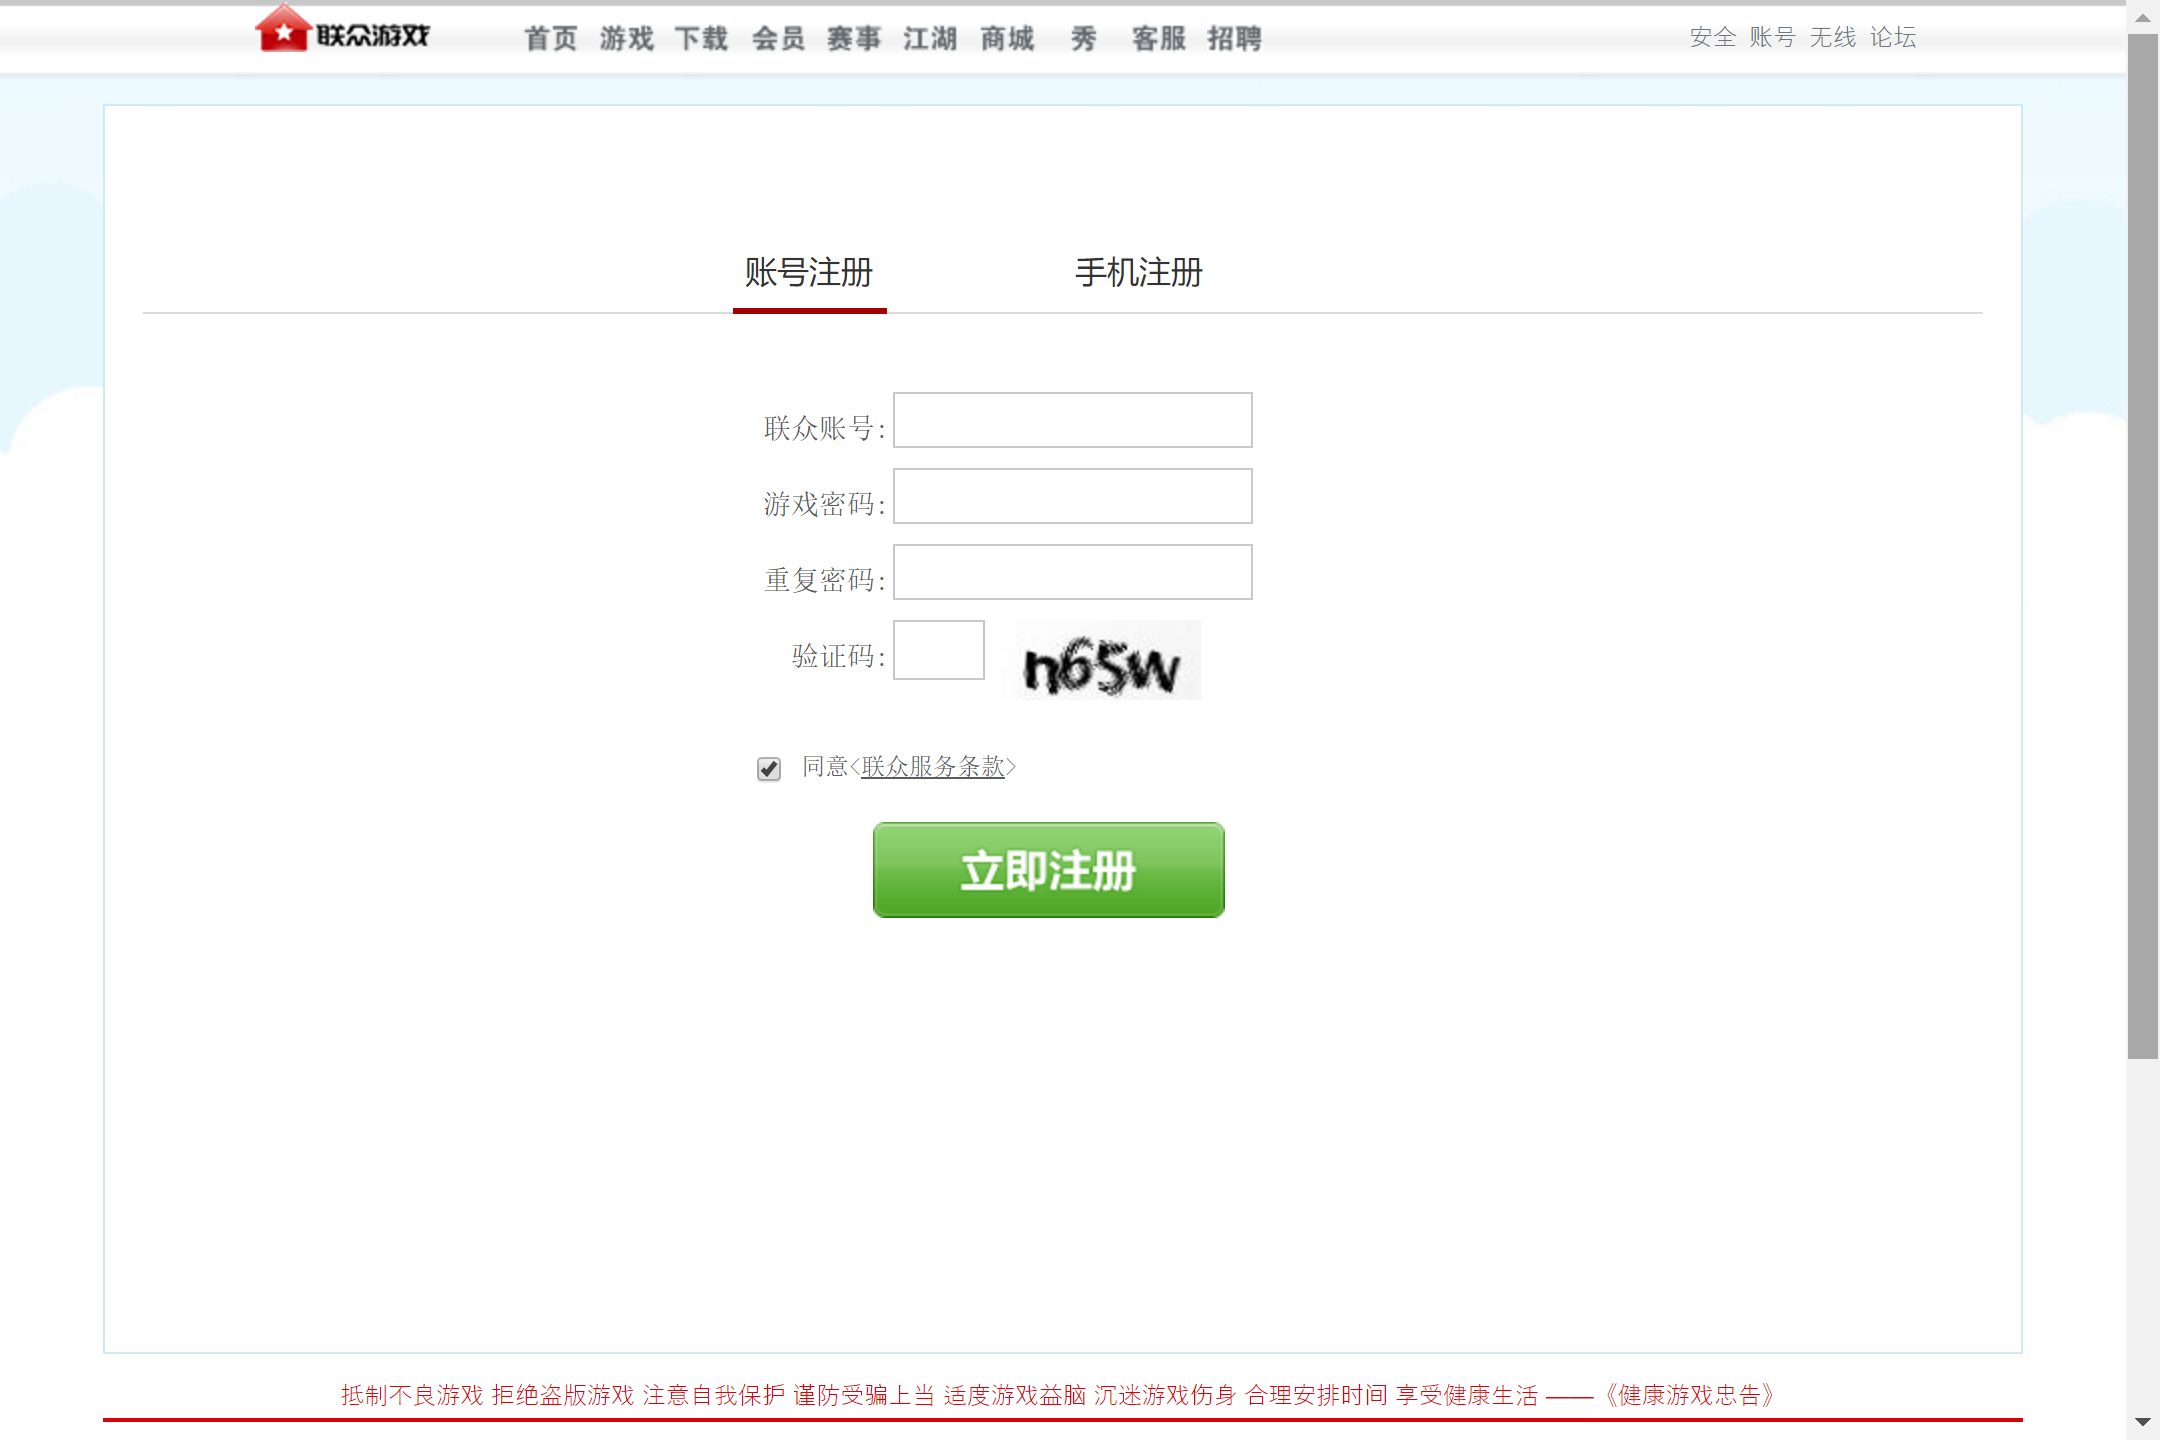 联众游戏 首页 游戏 下载 会员 赛事 江湖 商城 秀 客服 招聘 安全 账号 无线 论坛
账号注册 手机注册
联众账号:
游戏密码:
重复密码:
验证码: n65w
同意<联众服务条款>
立即注册
抵制不良游戏 拒绝盗版游戏 注意自我保护 谨防受骗上当 适度游戏益脑 沉迷游戏伤身 合理安排时间 享受健康生活 ——《健康游戏忠告》